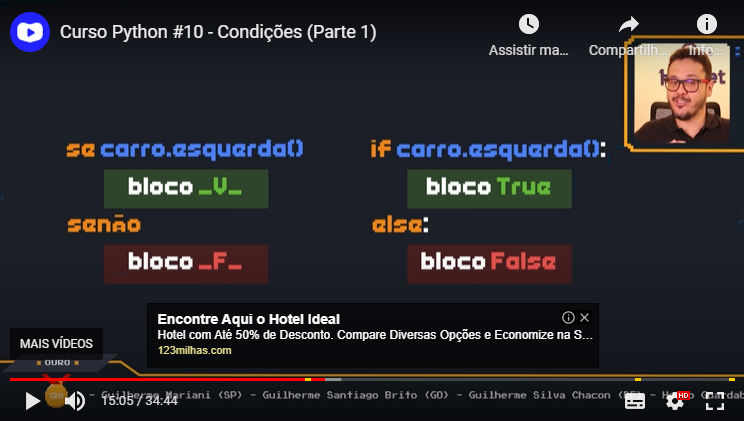 Curso Python #10 - Condições (Parte 1)
Assistir ma...
Compartilh...
Info...
se carro.esquerda()
bloco _V_
senão
bloco _F_
if carro.esquerda():
bloco True
else:
bloco False
Encontre Aqui o Hotel Ideal
Hotel com Até 50% de Desconto. Compare Diversas Opções e Economize na S...
123milhas.com
MAIS VÍDEOS
OURO
- Guilherme Mariani (SP) - Guilherme Santiago Brito (GO) - Guilherme Silva Chacon
15:05 / 34:44
HD